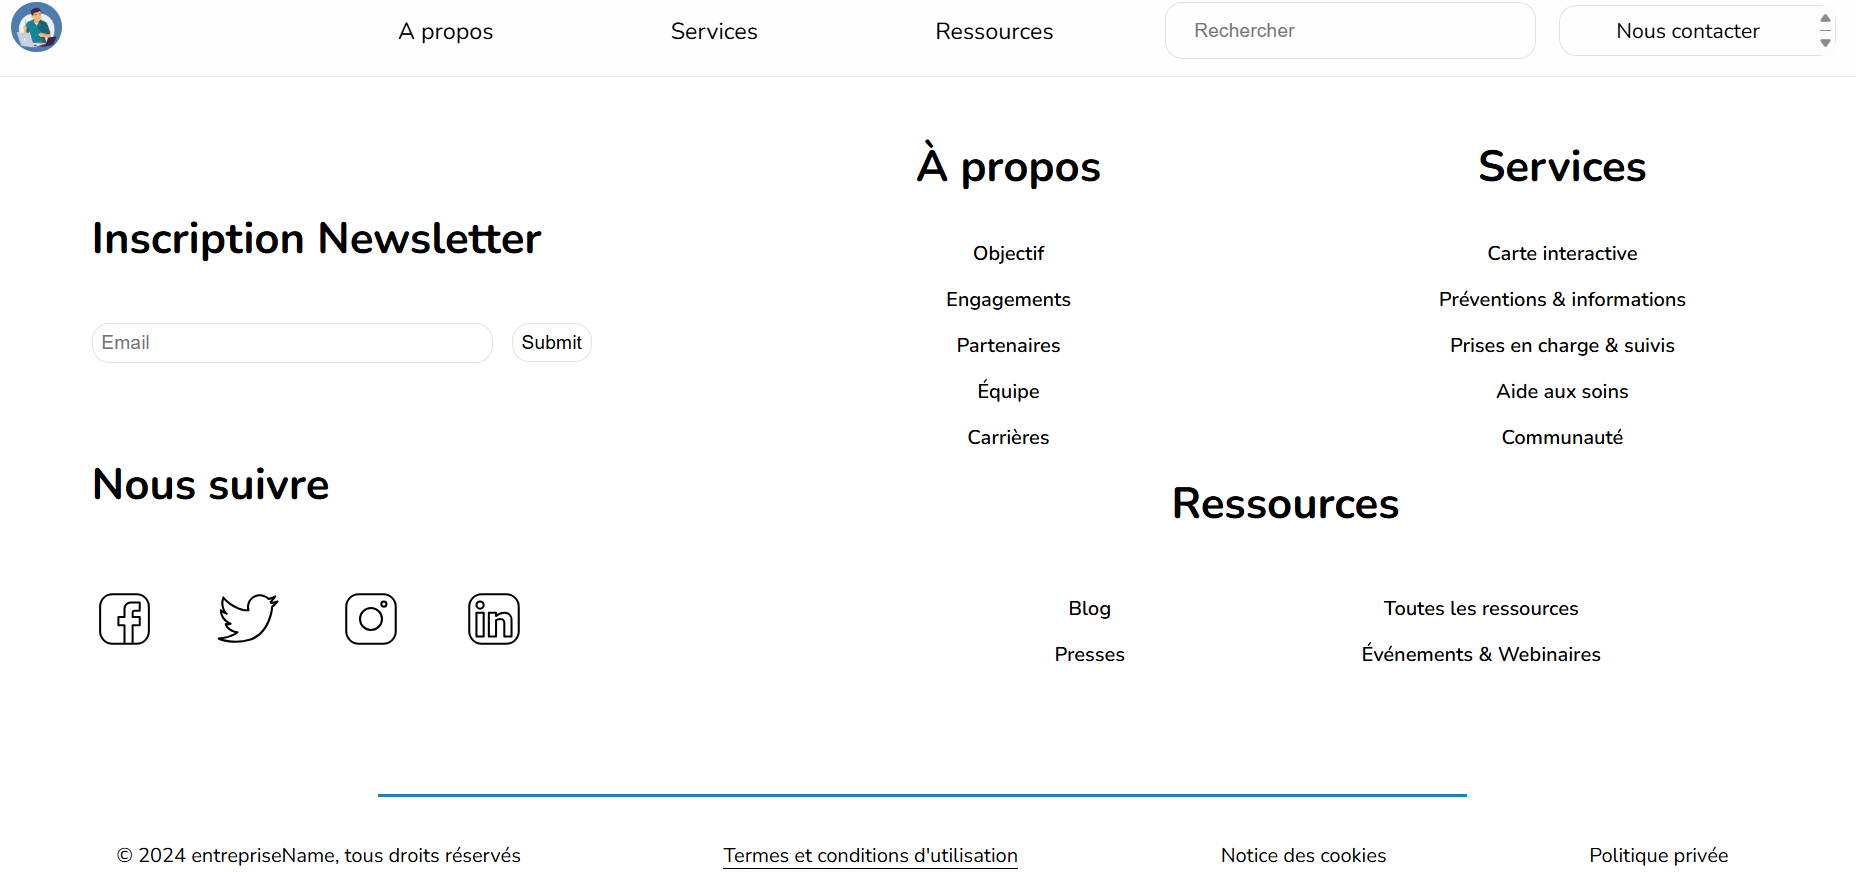 A propos
Services
Ressources
Rechercher
Nous contacter
Inscription Newsletter
Email
Submit
Nous suivre
À propos
Objectif
Engagements
Partenaires
Équipe
Carrières
Services
Carte interactive
Préventions & informations
Prises en charge & suivis
Aide aux soins
Communauté
Ressources
Blog
Toutes les ressources
Presses
Événements & Webinaires
© 2024 entrepriseName, tous droits réservés
Termes et conditions d'utilisation
Notice des cookies
Politique privée